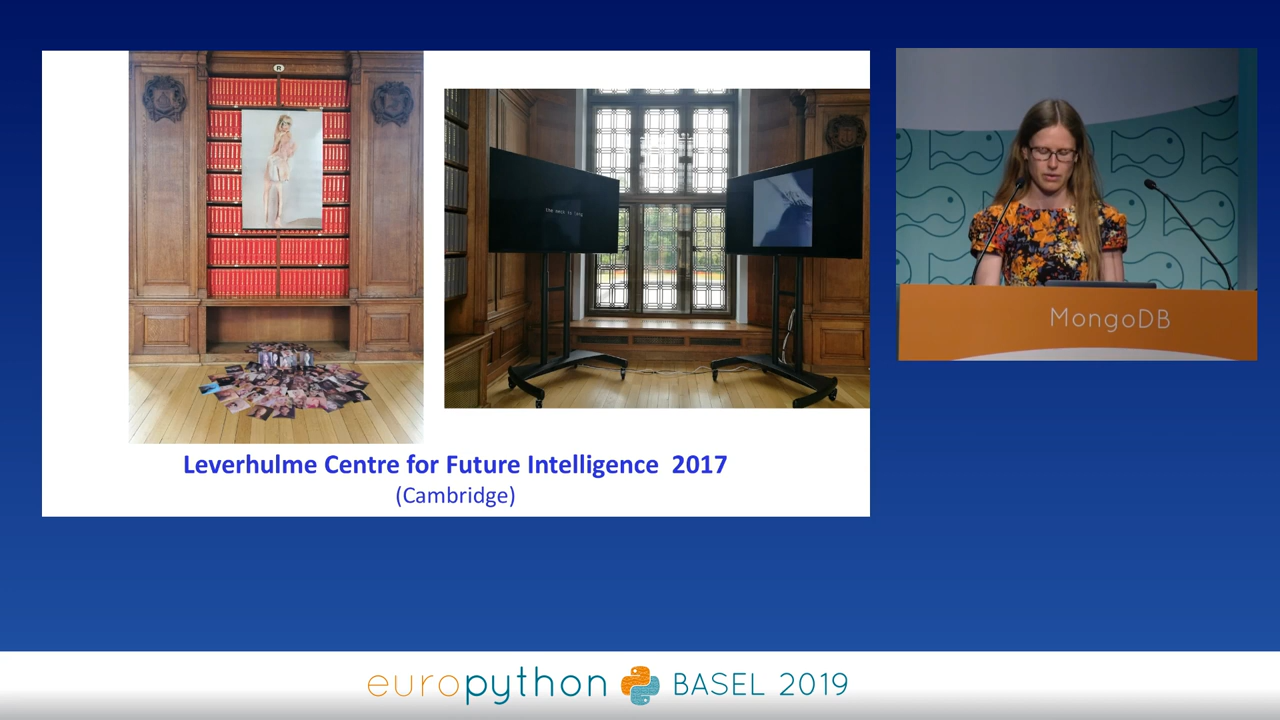 R
Leverhulme Centre for Future Intelligence 2017
(Cambridge)
MongoDB
europython BASEL 2019